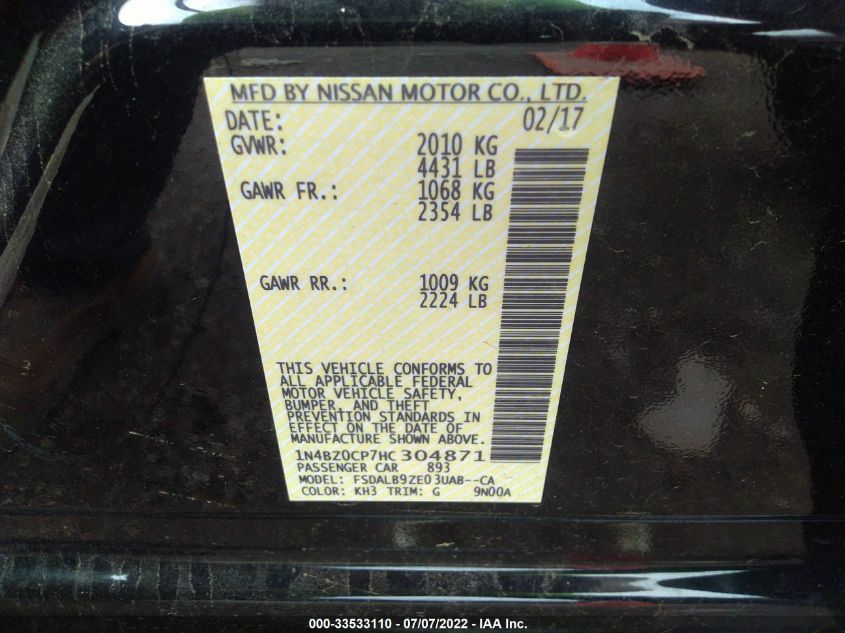 MFD BY NISSAN MOTOR CO., LTD.
DATE: 02/17
GVWR: 2010 KG
4431 LB
GAWR FR.: 1068 KG
2354 LB
GAWR RR.: 1009 KG
2224 LB
THIS VEHICLE CONFORMS TO
ALL APPLICABLE FEDERAL
MOTOR VEHICLE SAFETY,
BUMPER, AND THEFT
PREVENTION STANDARDS IN
EFFECT ON THE DATE OF
MANUFACTURE SHOWN ABOVE.
1N4BZ0CP7HC304871
PASSENGER CAR 893
MODEL: FSDALB9ZE03UAB--CA
COLOR: KH3 TRIM: G 9N00A
000-33533110 - 07/07/2022 - IAA Inc.